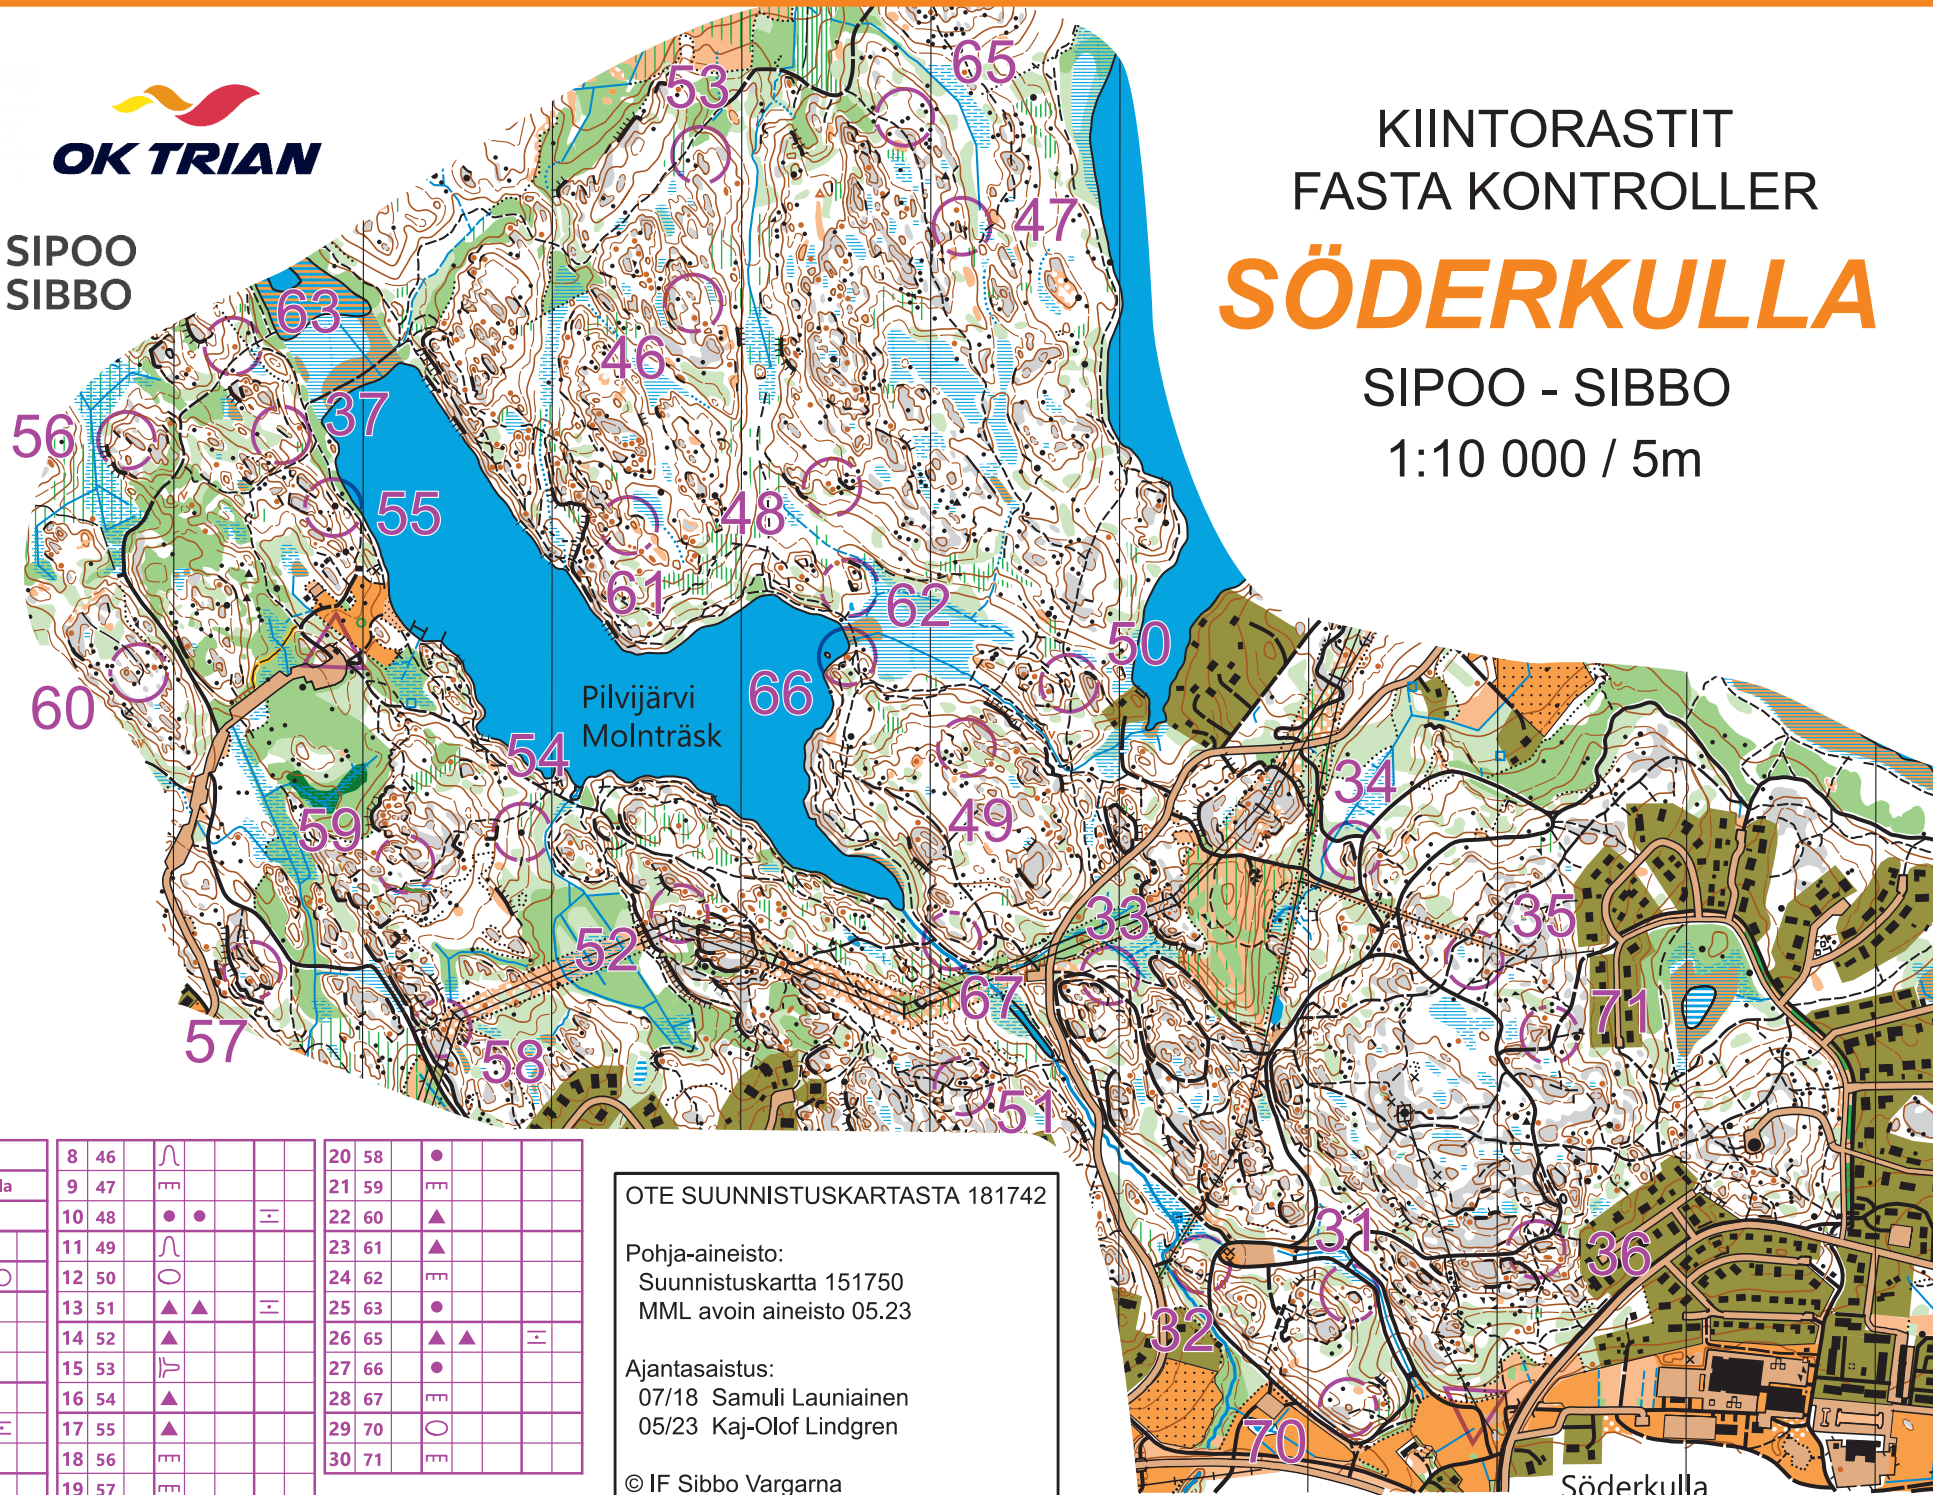 OK TRIAN
SIPOO
SIBBO
KIINTORASTIT
FASTA KONTROLLER
SÖDERKULLA
SIPOO - SIBBO
1:10 000 / 5m
65
53
47
63
46
37
56
55
48
61
62
50
60
66
Pilvijärvi
Molnträsk
54
34
59
49
33
35
52
67
71
57
58
51
31
36
32
70
Söderkulla
8 46
9 47
10 48
11 49
12 50
13 51
14 52
15 53
16 54
17 55
18 56
19 57
20 58
21 59
22 60
23 61
24 62
25 63
26 65
27 66
28 67
29 70
30 71
OTE SUUNNISTUSKARTASTA 181742
Pohja-aineisto:
Suunnistuskartta 151750
MML avoin aineisto 05.23
Ajantasaistus:
07/18 Samuli Launiainen
05/23 Kaj-Olof Lindgren
© IF Sibbo Vargarna